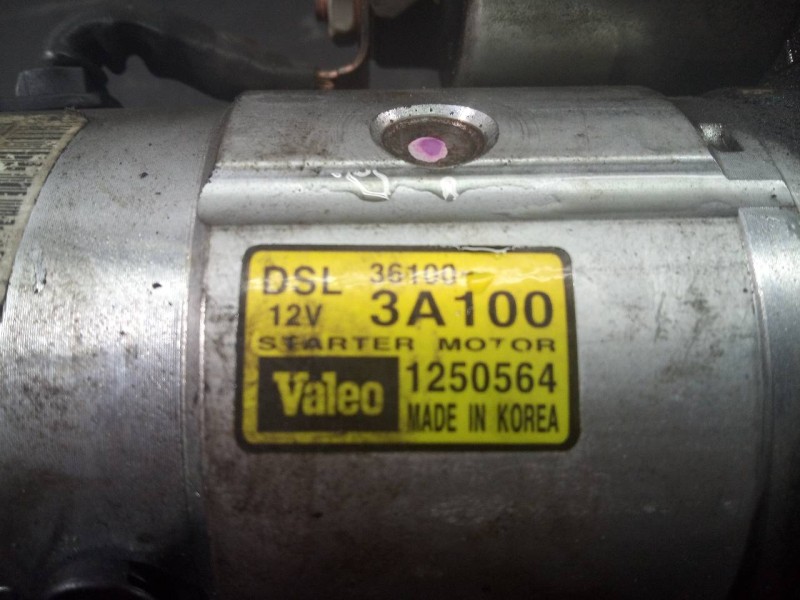 DSL 36100-
12V 3A100
STARTER MOTOR
Valeo 1250564
MADE IN KOREA